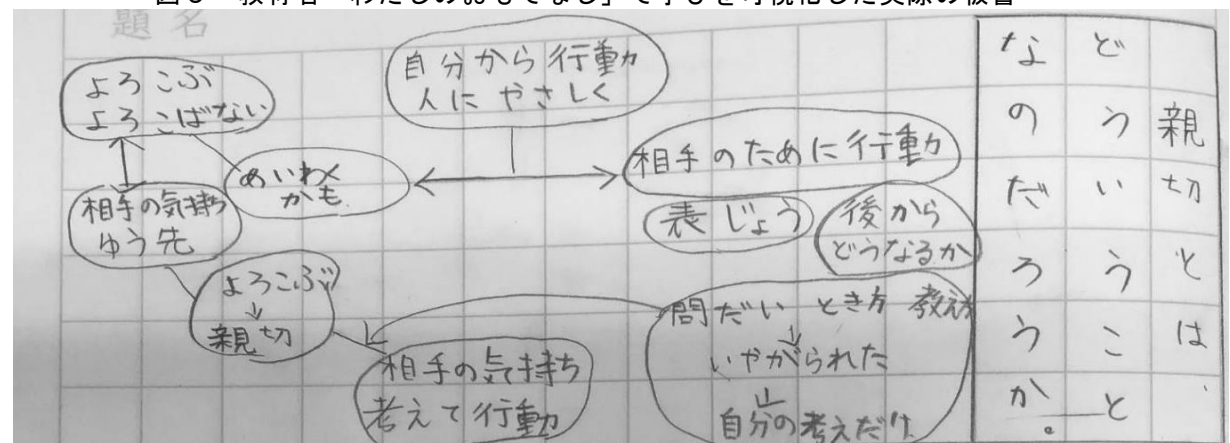 題名
親切とは、
どういうこと
なのだろうか。
自分から行動
人にやさしく
相手のために行動
表じょう
後から
どうなるか
問だい とき方 教え方
↓
いやがられた
自分の考えだけ
相手の気持ち
考えて行動
よろこぶ
↓
親切
相手の気持ち
ゆう先
よろこぶ
よろこばない
めいわく
かも